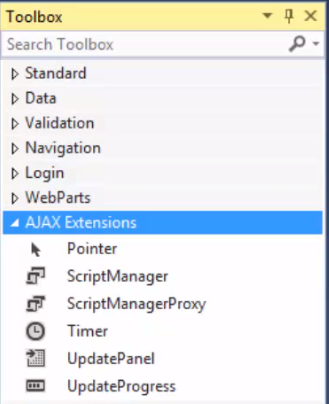 Toolbox
Search Toolbox
Standard
Data
Validation
Navigation
Login
WebParts
AJAX Extensions
Pointer
ScriptManager
ScriptManagerProxy
Timer
UpdatePanel
UpdateProgress